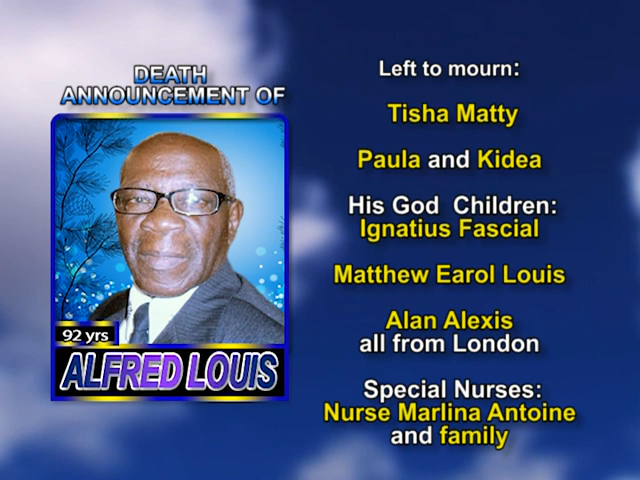 DEATH
ANNOUNCEMENT OF
92 yrs
ALFRED LOUIS
Left to mourn:
Tisha Matty
Paula and Kidea
His God Children:
Ignatius Fascial
Matthew Earol Louis
Alan Alexis
all from London
Special Nurses:
Nurse Marlina Antoine
and family